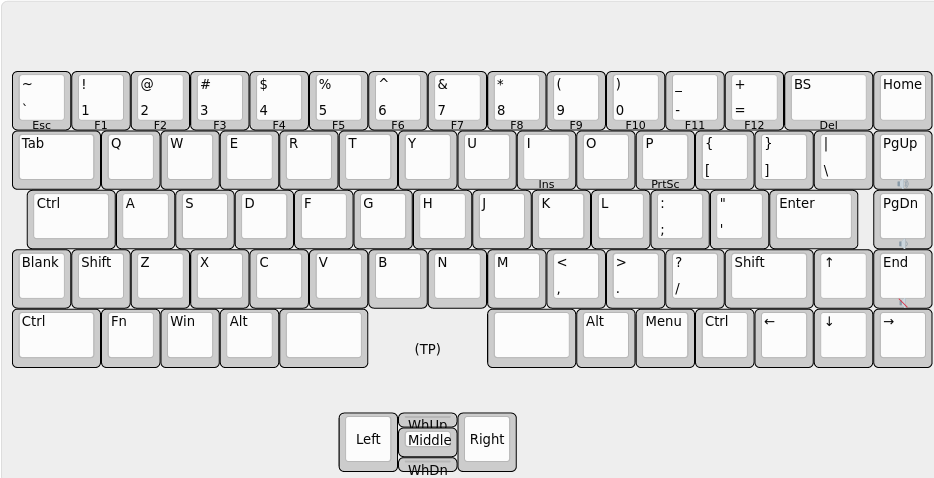 ~ ! @ # $ % ^ & * ( ) _ + BS Home
` 1 2 3 4 5 6 7 8 9 0 - =
Esc F1 F2 F3 F4 F5 F6 F7 F8 F9 F10 F11 F12 Del
Tab Q W E R T Y U I O P { } | PgUp
[ ] \
Ins PrtSc
Ctrl A S D F G H J K L : " Enter PgDn
; '
Blank Shift Z X C V B N M < > ? Shift ↑ End
, . /
Ctrl Fn Win Alt Alt Menu Ctrl ← ↓ →
(TP)
WhUp
Left Middle Right
WhDn